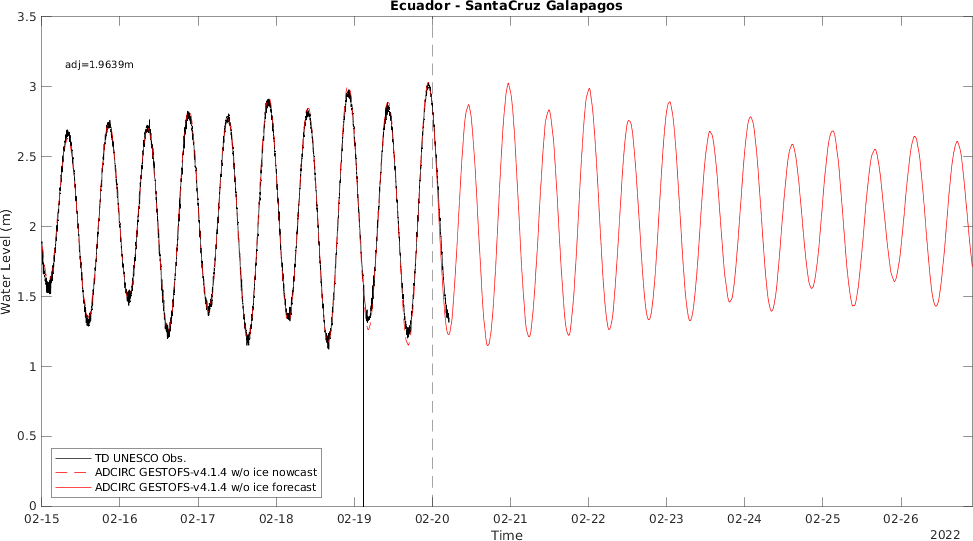 Ecuador - SantaCruz Galapagos
adj=1.9639m
3.5
3
2.5
2
1.5
1
0.5
0
Water Level (m)
TD UNESCO Obs.
ADCIRC GESTOFS-v4.1.4 w/o ice nowcast
ADCIRC GESTOFS-v4.1.4 w/o ice forecast
02-15 02-16 02-17 02-18 02-19 02-20 02-21 02-22 02-23 02-24 02-25 02-26
Time
2022